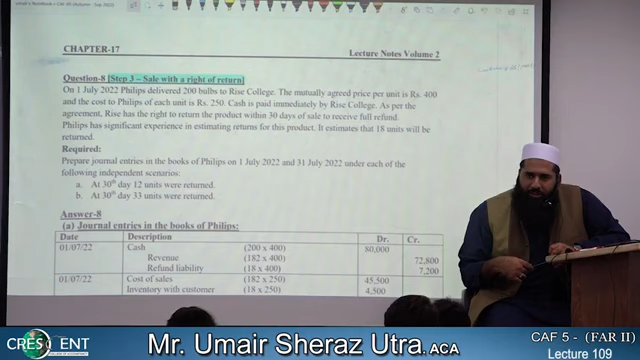 CHAPTER-17 Lecture Notes Volume 2
Question-8 [Step 3 – Sale with a right of return]
On 1 July 2022 Philips delivered 200 bulbs to Rise College. The mutually agreed price per unit is Rs. 400
and the cost to Philips of each unit is Rs. 250. Cash is paid immediately by Rise College. As per the
agreement, Rise has the right to return the product within 30 days of sale to receive full refund.
Philips has significant experience in estimating returns for this product. It estimates that 18 units will be
returned.
Required:
Prepare journal entries in the books of Philips on 1 July 2022 and 31 July 2022 under each of the
following independent scenarios:
a. At 30th day 12 units were returned.
b. At 30th day 33 units were returned.
Answer-8
(a) Journal entries in the books of Philips:
Date Description Dr. Cr.
01/07/22 Cash (200 x 400) 80,000
Revenue (182 x 400) 72,800
Refund liability (18 x 400) 7,200
01/07/22 Cost of sales (182 x 250) 45,500
Inventory with customer (18 x 250) 4,500
CRESCENT
COLLEGE OF ACCOUNTANCY
Mr. Umair Sheraz Utra. ACA
CAF 5 - (FAR II)
Lecture 109